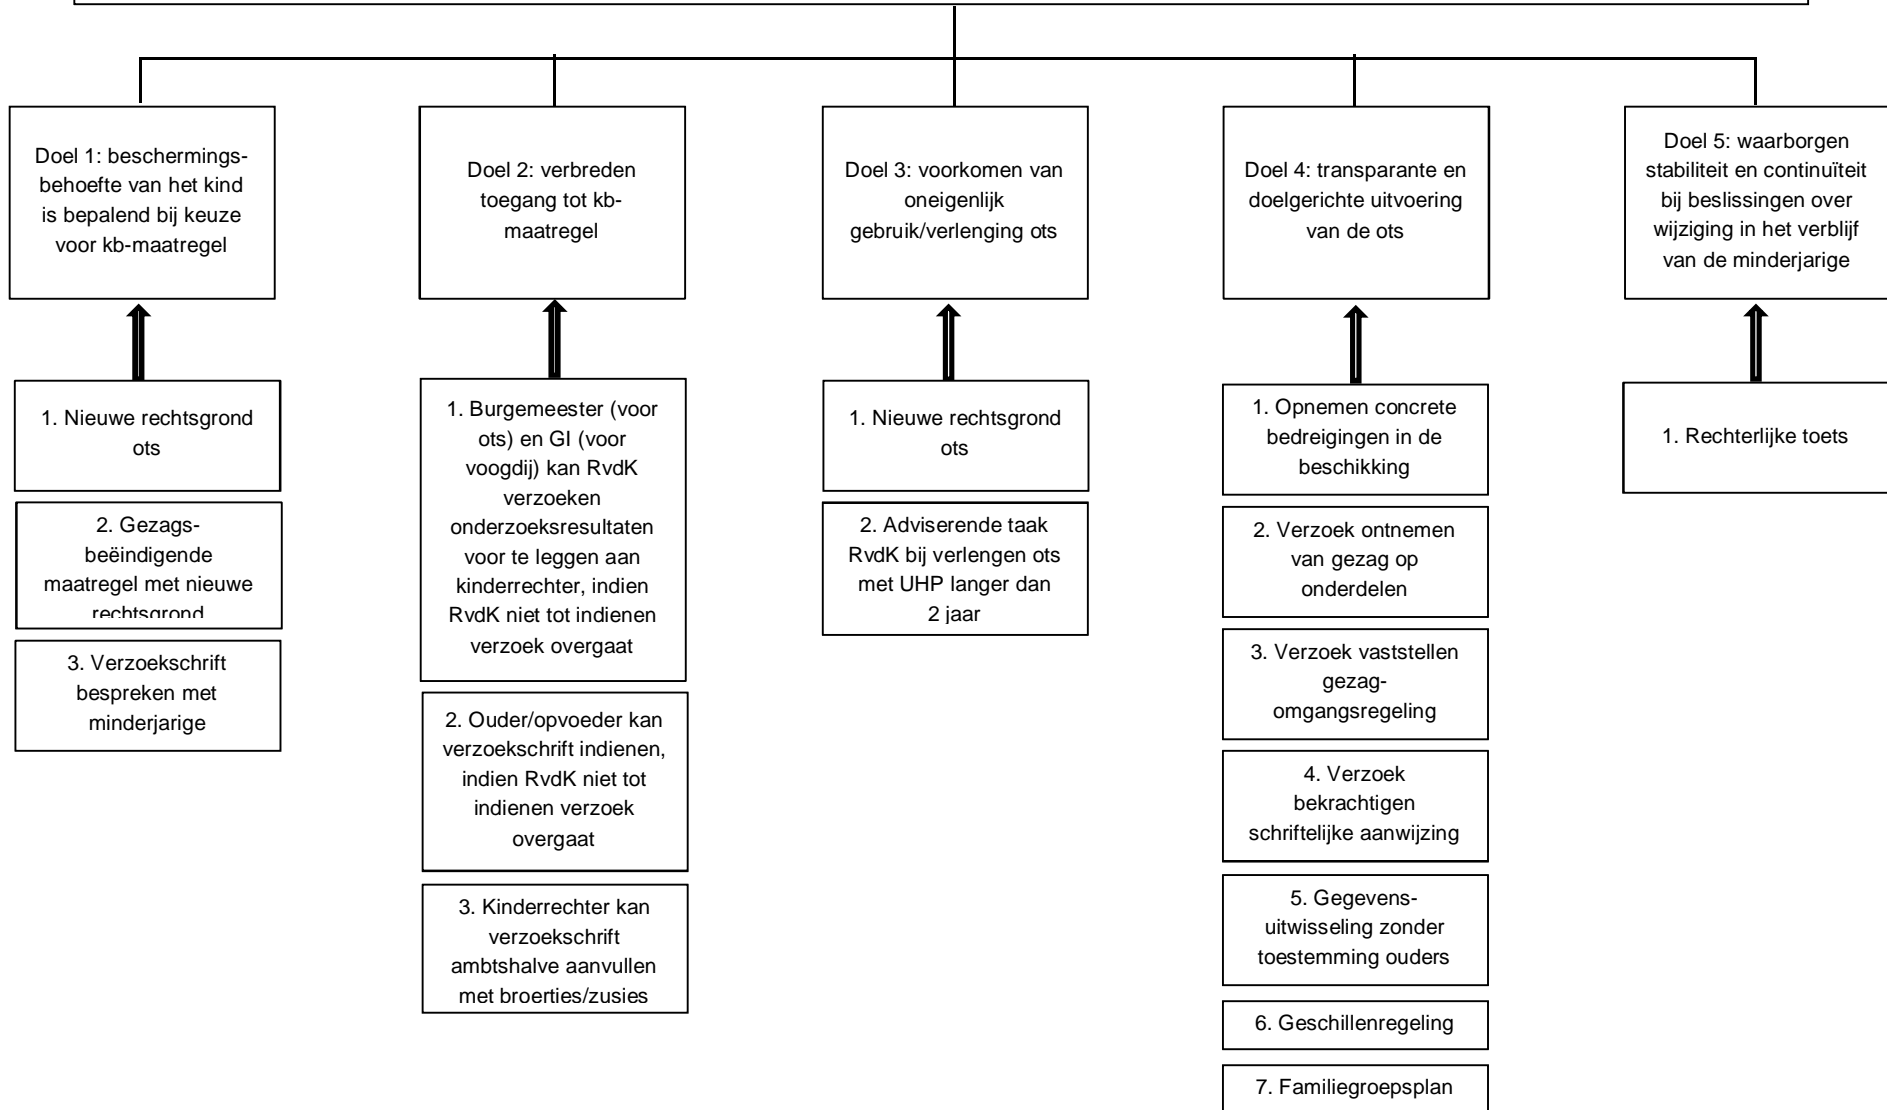 Doel 1: beschermings-
behoefte van het kind
is bepalend bij keuze
voor kb-maatregel
1. Nieuwe rechtsgrond
ots
2. Gezags-
beëindigende
maatregel met nieuwe
rechtsgrond
3. Verzoekschrift
bespreken met
minderjarige
Doel 2: verbreden
toegang tot kb-
maatregel
1. Burgemeester (voor
ots) en GI (voor
voogdij) kan RvdK
verzoeken
onderzoeksresultaten
voor te leggen aan
kinderrechter, indien
RvdK niet tot indienen
verzoek overgaat
2. Ouder/opvoeder kan
verzoekschrift indienen,
indien RvdK niet tot
indienen verzoek
overgaat
3. Kinderrechter kan
verzoekschrift
ambtshalve aanvullen
met broertjes/zusjes
Doel 3: voorkomen van
oneigenlijk
gebruik/verlenging ots
1. Nieuwe rechtsgrond
ots
2. Adviserende taak
RvdK bij verlengen ots
met UHP langer dan
2 jaar
Doel 4: transparante en
doelgerichte uitvoering
van de ots
1. Opnemen concrete
bedreigingen in de
beschikking
2. Verzoek ontnemen
van gezag op
onderdelen
3. Verzoek vaststellen
gezag-
omgangsregeling
4. Verzoek
bekrachtigen
schriftelijke aanwijzing
5. Gegevens-
uitwisseling zonder
toestemming ouders
6. Geschillenregeling
7. Familiegroepsplan
Doel 5: waarborgen
stabiliteit en continuïteit
bij beslissingen over
wijziging in het verblijf
van de minderjarige
1. Rechterlijke toets